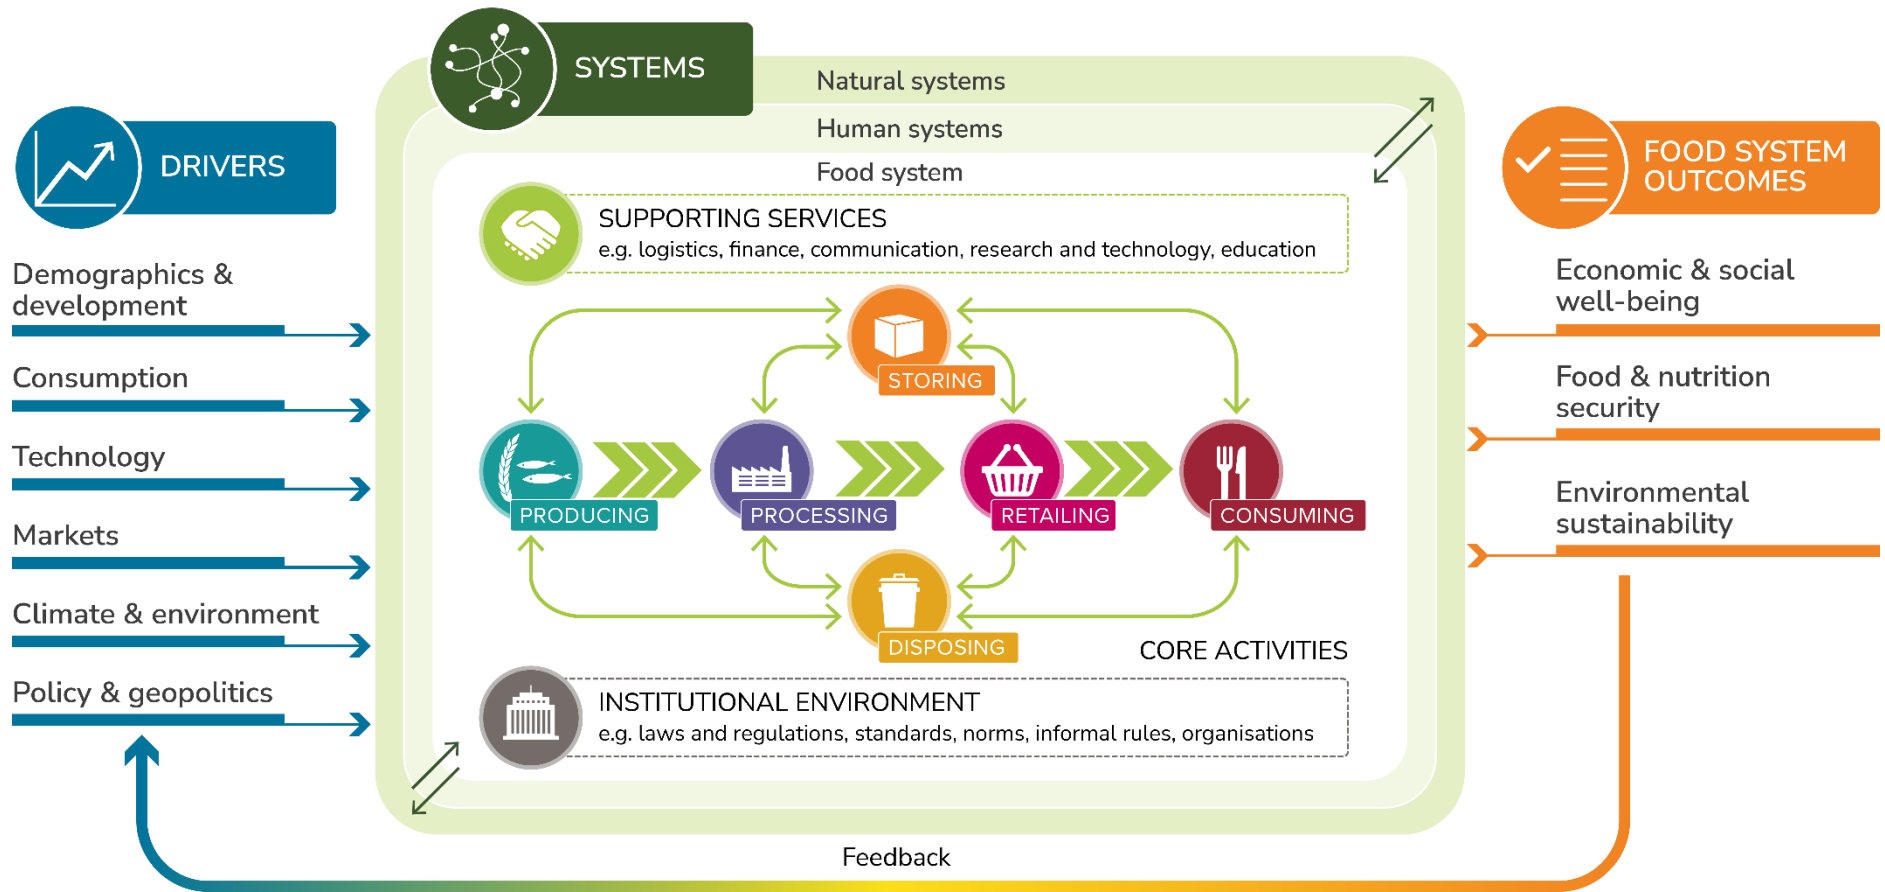 SYSTEMS
Natural systems
Human systems
Food system
DRIVERS
Demographics &
development
Consumption
Technology
Markets
Climate & environment
Policy & geopolitics
SUPPORTING SERVICES
e.g. logistics, finance, communication, research and technology, education
STORING
PRODUCING
PROCESSING
RETAILING
CONSUMING
DISPOSING
CORE ACTIVITIES
INSTITUTIONAL ENVIRONMENT
e.g. laws and regulations, standards, norms, informal rules, organisations
FOOD SYSTEM
OUTCOMES
Economic & social
well-being
Food & nutrition
security
Environmental
sustainability
Feedback